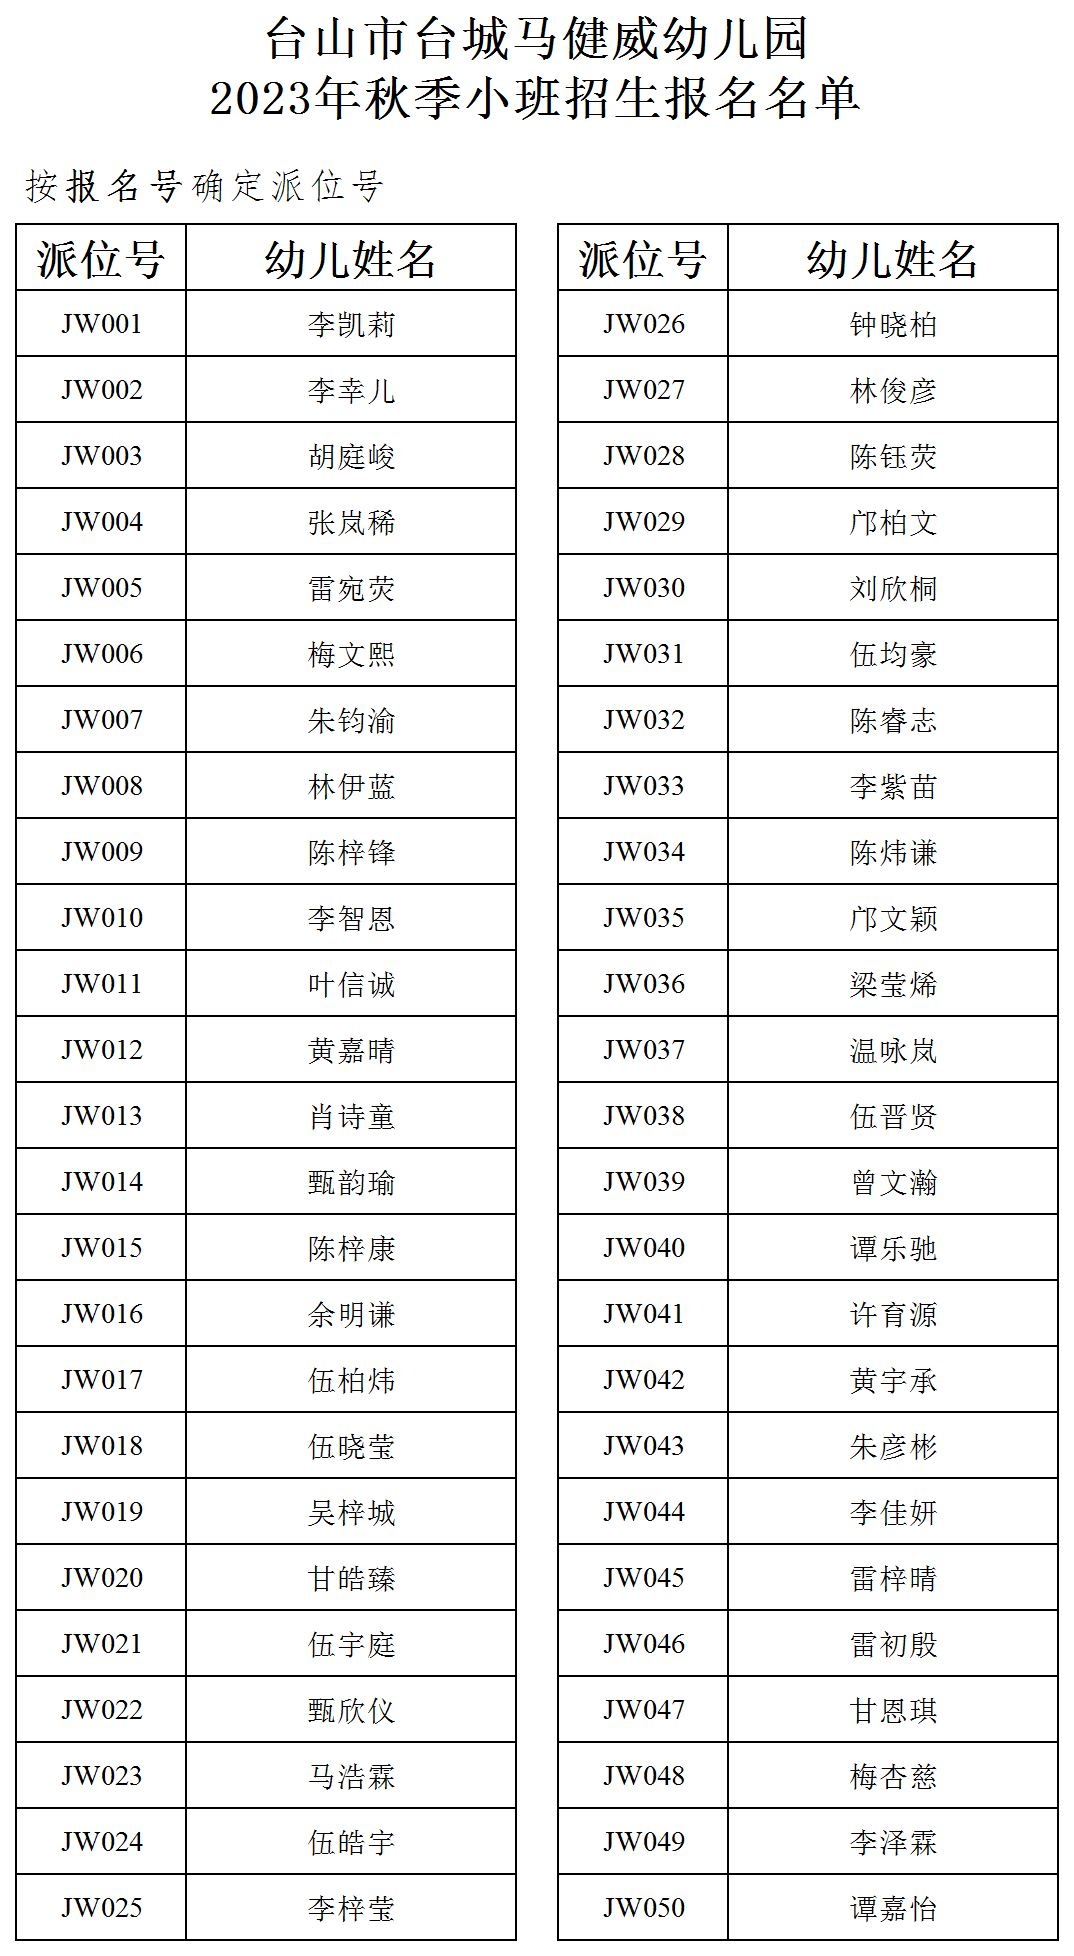 台山市台城马健威幼儿园
2023年秋季小班招生报名名单
按报名号确定派位号
派位号 幼儿姓名 派位号 幼儿姓名
JW001 李凯莉 JW026 钟晓柏
JW002 李幸儿 JW027 林俊彦
JW003 胡庭峻 JW028 陈钰荧
JW004 张岚稀 JW029 邝柏文
JW005 雷宛荧 JW030 刘欣桐
JW006 梅文熙 JW031 伍均豪
JW007 朱钧渝 JW032 陈睿志
JW008 林伊蓝 JW033 李紫苗
JW009 陈梓锋 JW034 陈炜谦
JW010 李智恩 JW035 邝文颖
JW011 叶信诚 JW036 梁莹烯
JW012 黄嘉晴 JW037 温咏岚
JW013 肖诗童 JW038 伍晋贤
JW014 甄韵瑜 JW039 曾文瀚
JW015 陈梓康 JW040 谭乐驰
JW016 余明谦 JW041 许育源
JW017 伍柏炜 JW042 黄宇承
JW018 伍晓莹 JW043 朱彦彬
JW019 吴梓城 JW044 李佳妍
JW020 甘皓臻 JW045 雷梓晴
JW021 伍宇庭 JW046 雷初殷
JW022 甄欣仪 JW047 甘恩琪
JW023 马浩霖 JW048 梅杏慈
JW024 伍皓宇 JW049 李泽霖
JW025 李梓莹 JW050 谭嘉怡